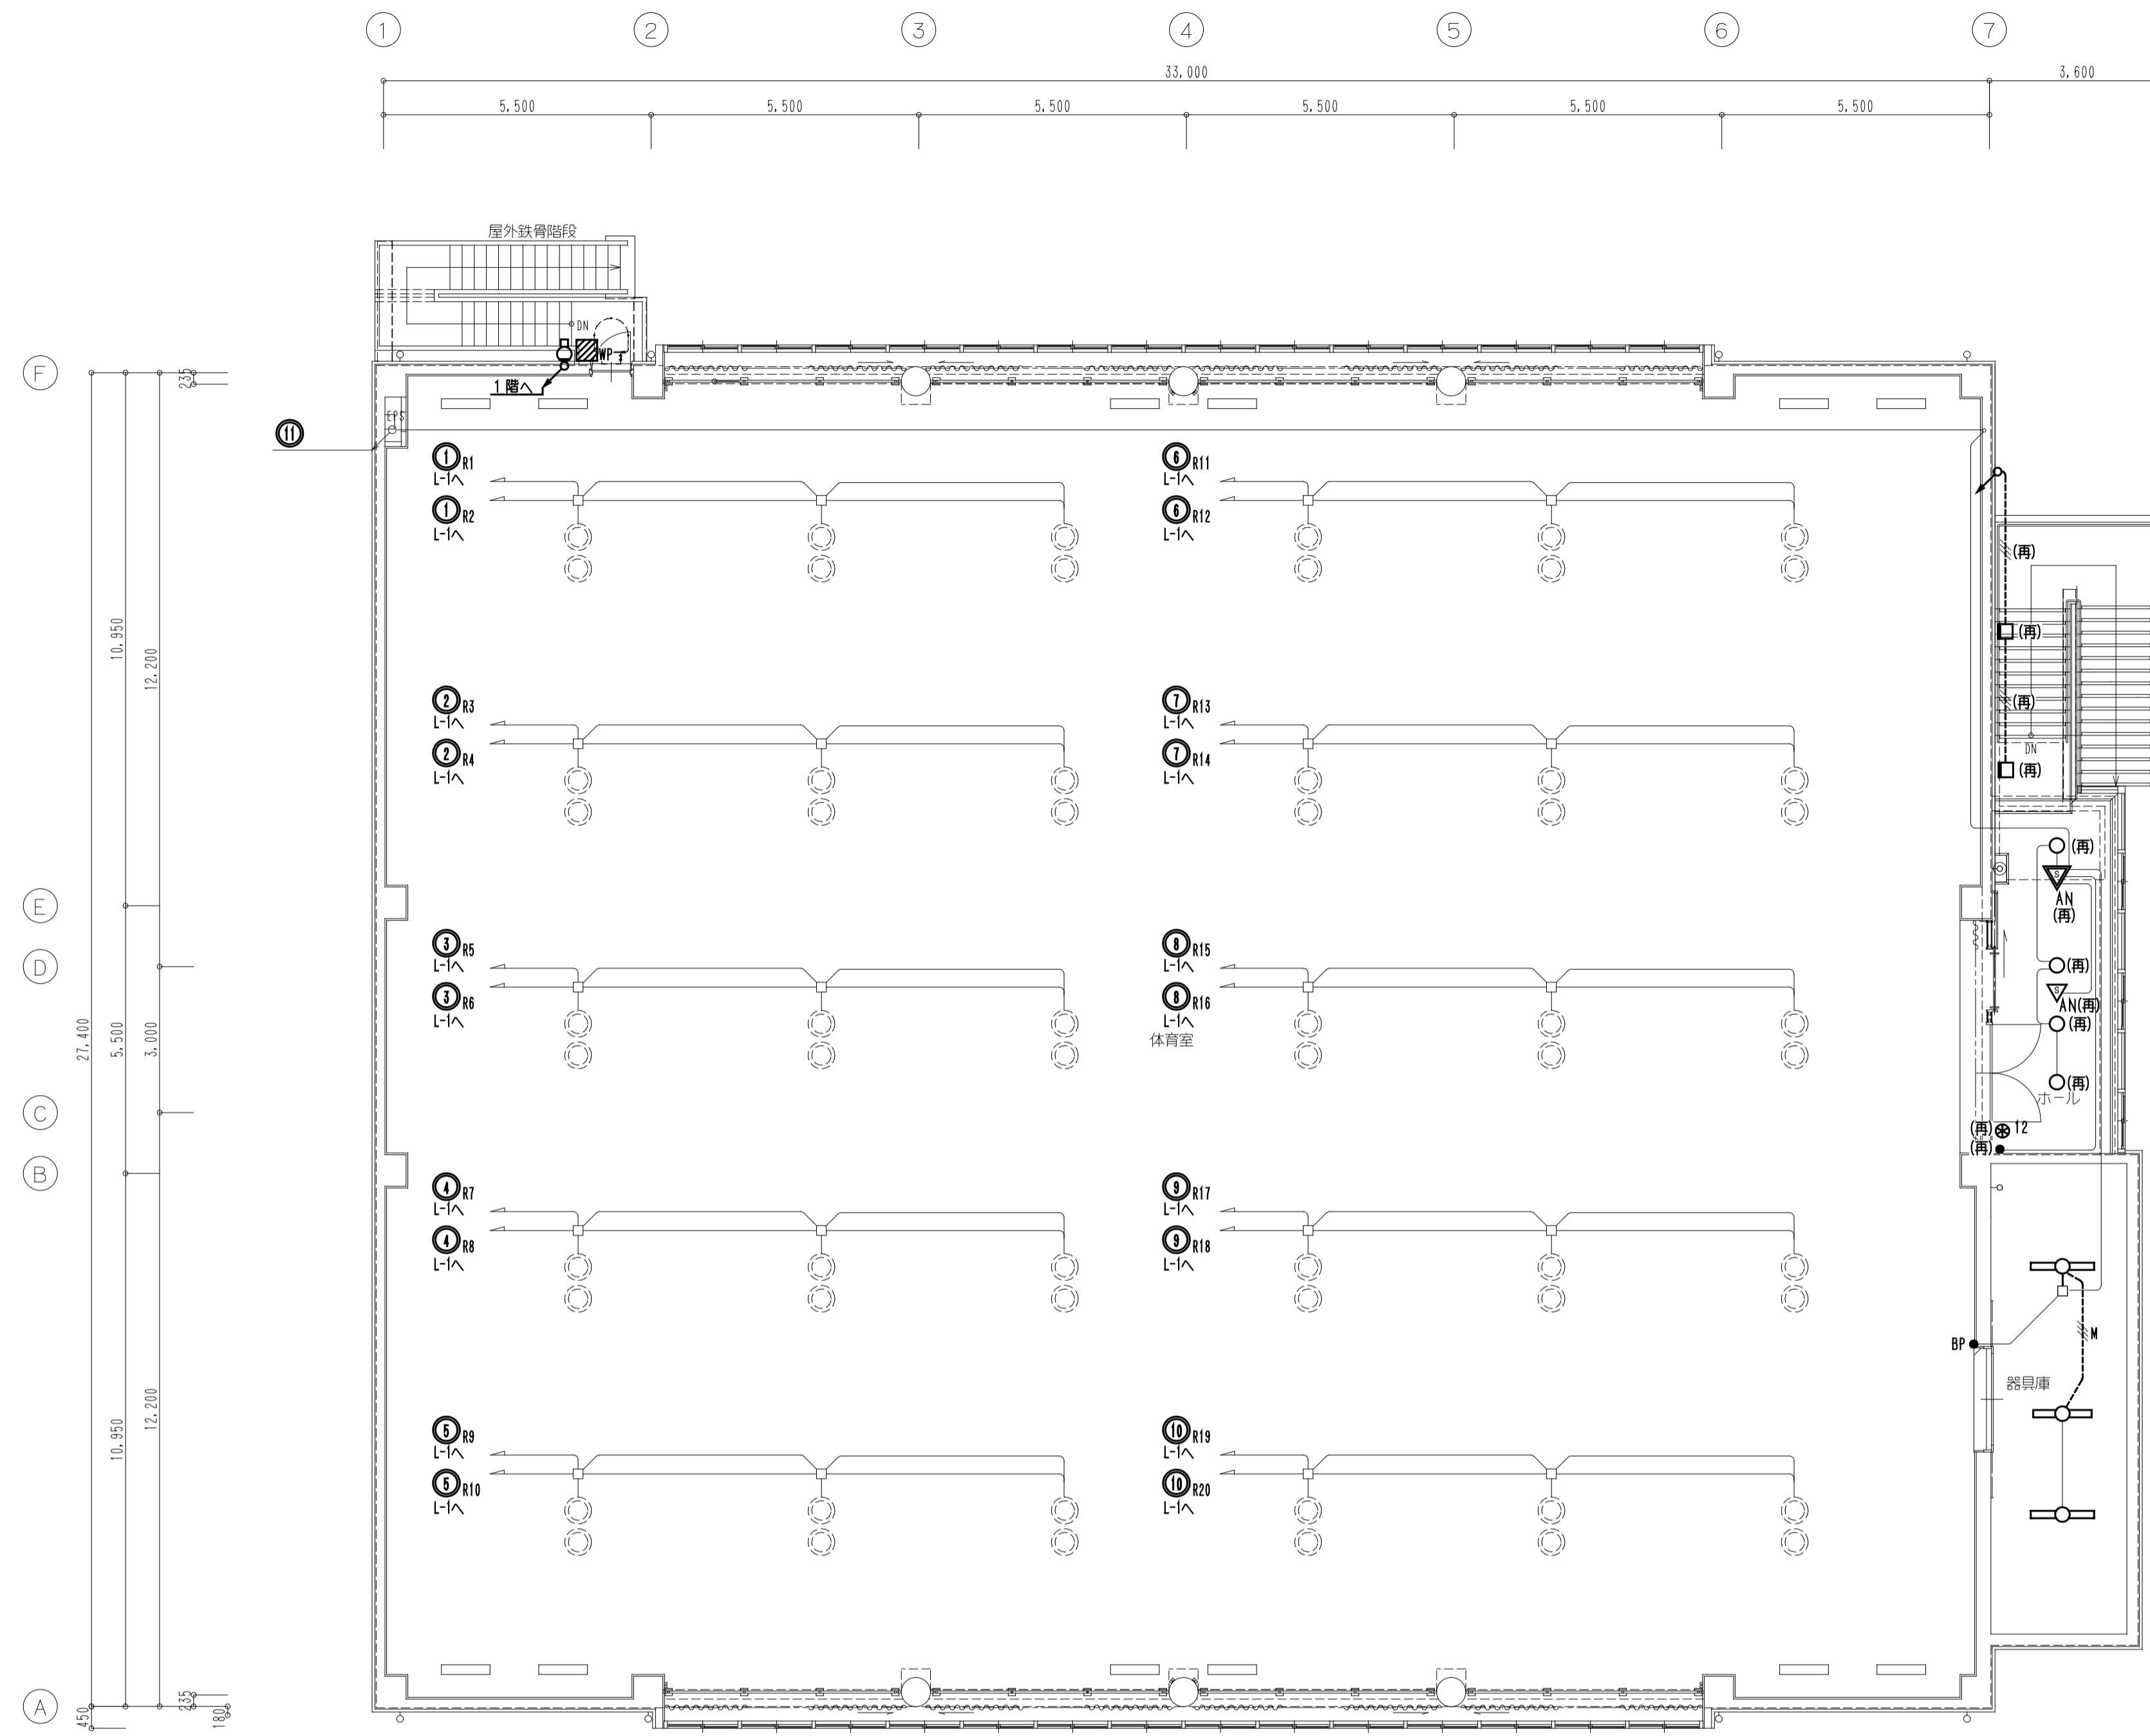 1 2 3 4 5 6 7
33,000 3,600
5,500 5,500 5,500 5,500 5,500 5,500
屋外鉄骨階段
DN
WP
1階へ
F
235
EPS
11
1 R1
L-1へ
1 R2
L-1へ
6 R11
L-1へ
6 R12
L-1へ
(再)
10,950
12,200
(再)
2 R3
L-1へ
2 R4
L-1へ
7 R13
L-1へ
7 R14
L-1へ
(再)
DN
(再)
(再)
S
AN
(再)
E
D
3 R5
L-1へ
3 R6
L-1へ
8 R15
L-1へ
8 R16
L-1へ
体育室
(再)
S
AN(再)
(再)
(再)
ホール
27,400
5,500
3,000
C
B
(再) 12
(再)
4 R7
L-1へ
4 R8
L-1へ
9 R17
L-1へ
9 R18
L-1へ
M
BP
器具庫
10,950
12,200
5 R9
L-1へ
5 R10
L-1へ
10 R19
L-1へ
10 R20
L-1へ
A
235
450
180